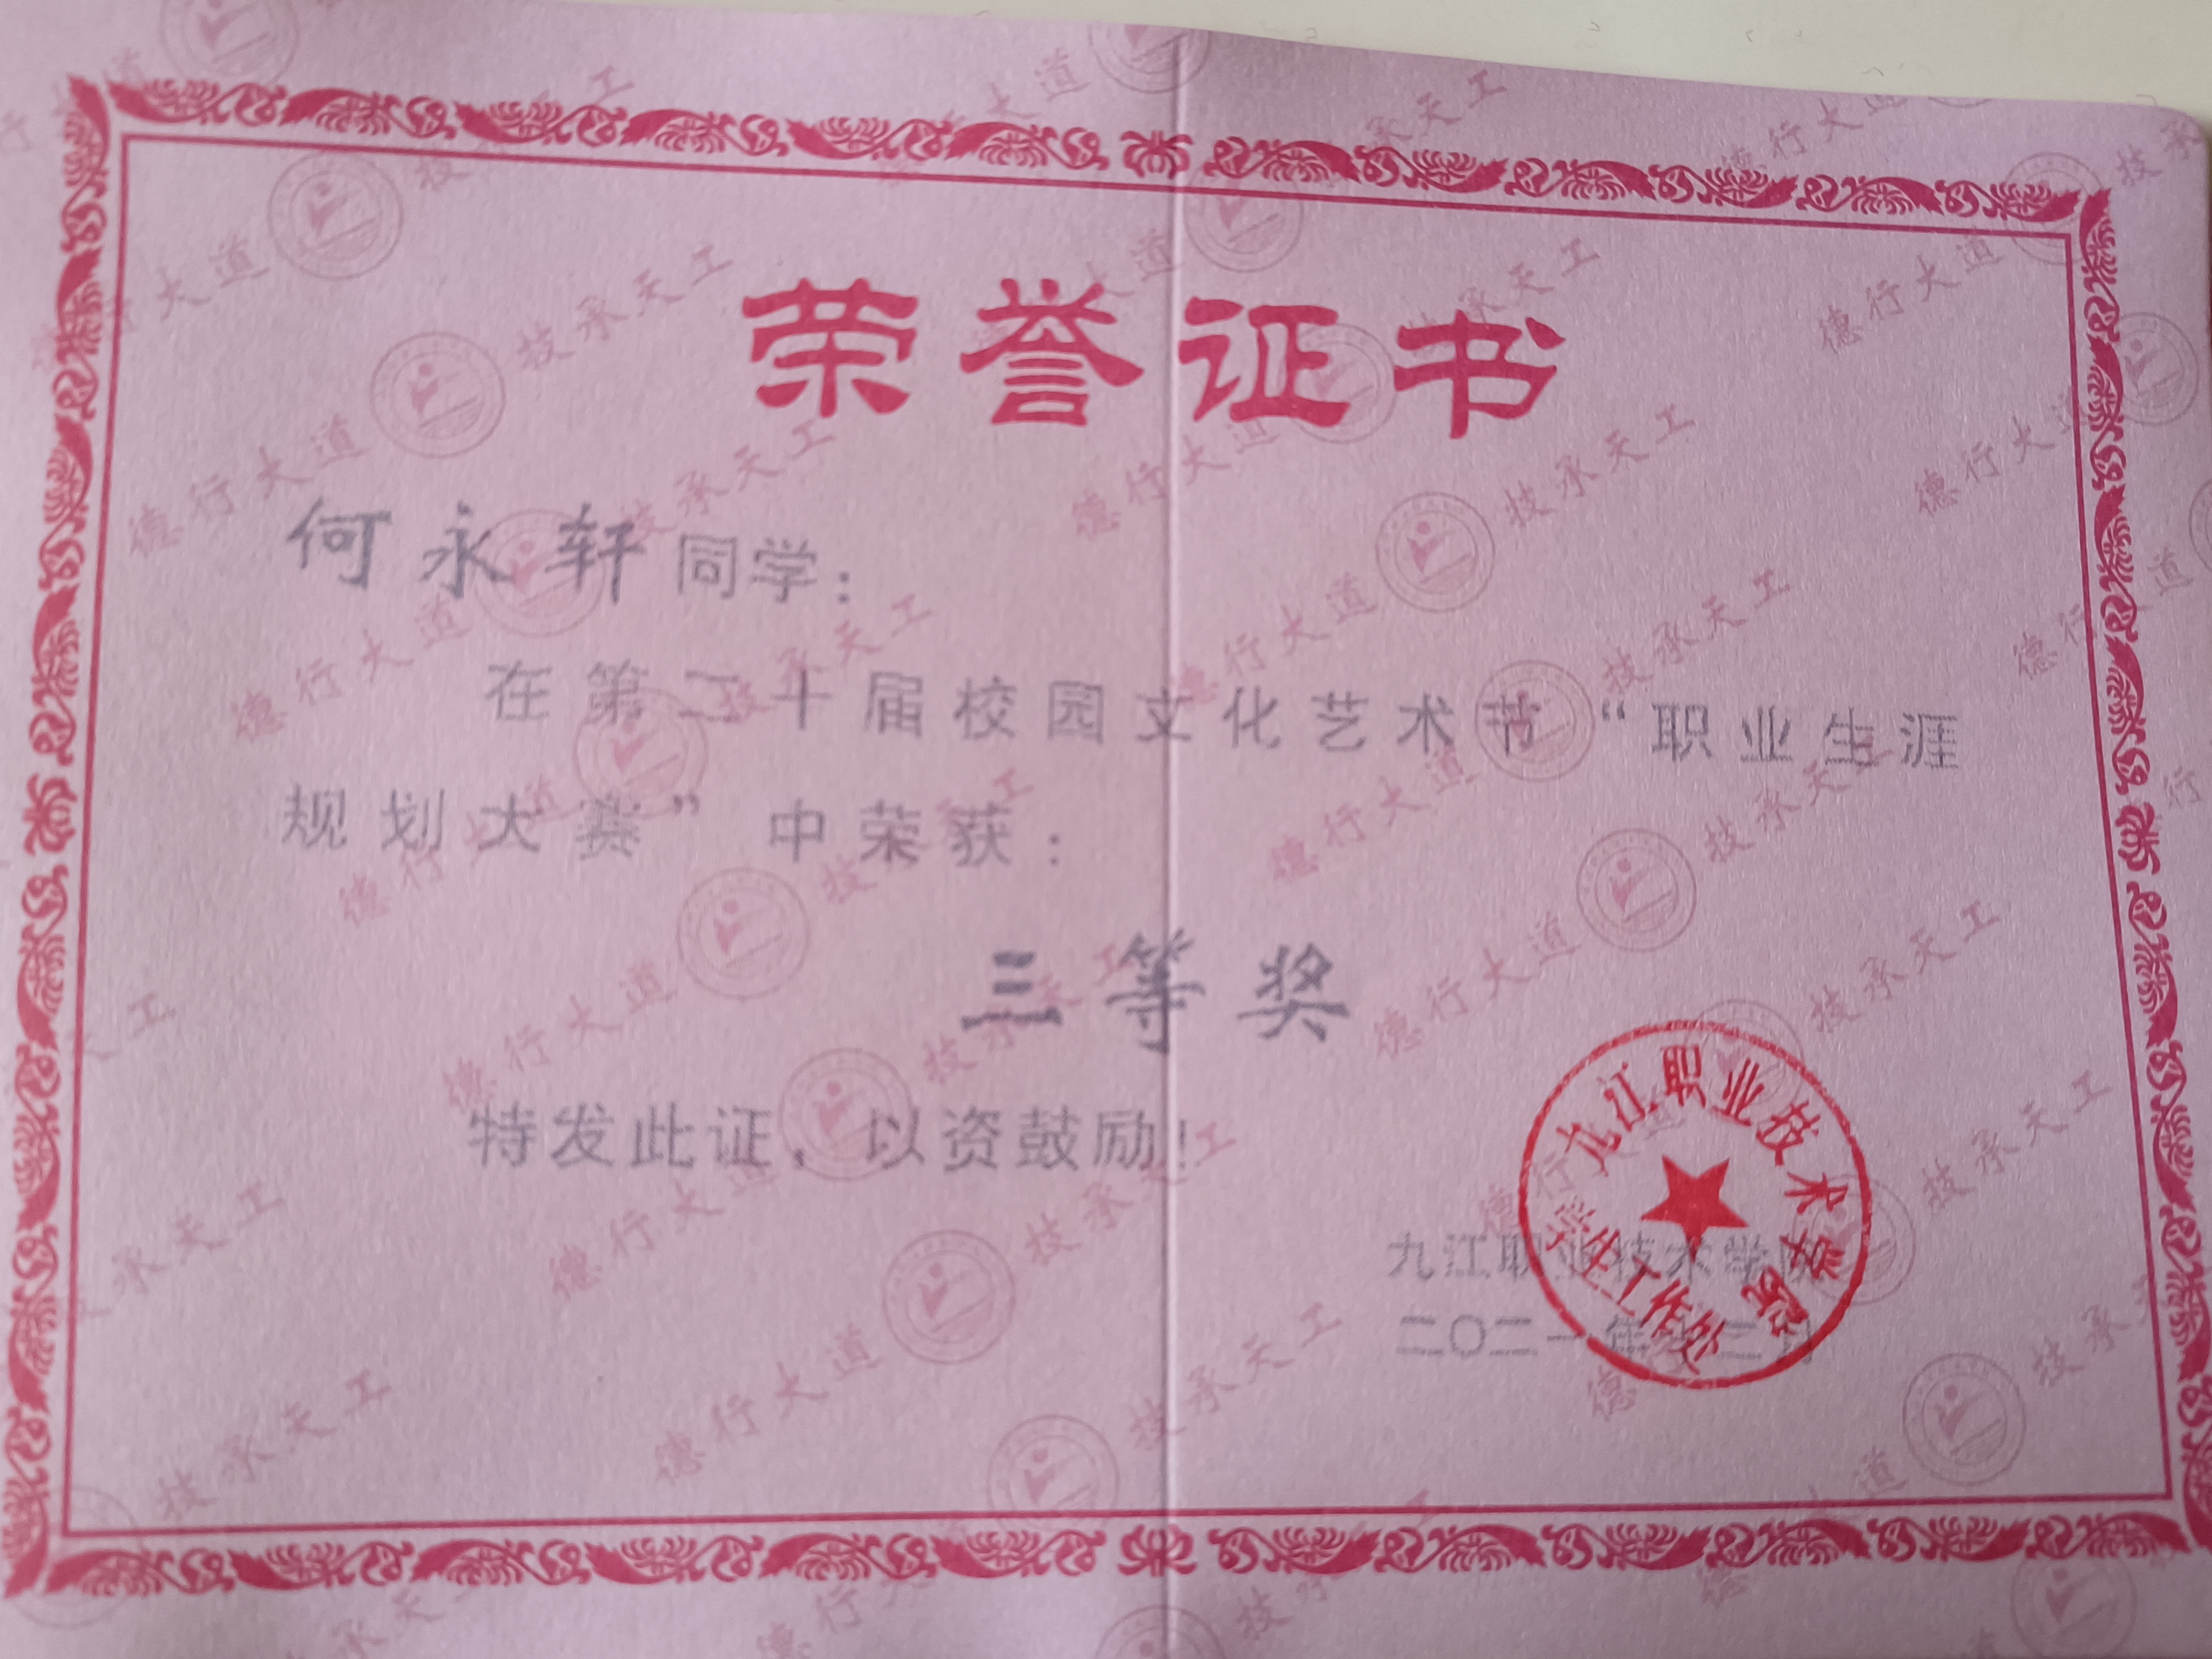 荣誉证书
何永轩同学：
在第二十届校园文化艺术节“职业生涯
规划大赛”中荣获：
三等奖
特发此证，以资鼓励！
九江职业技术学院
二〇二一年十二月
九江职业技术学院
学生工作处
德行大道 技承天工